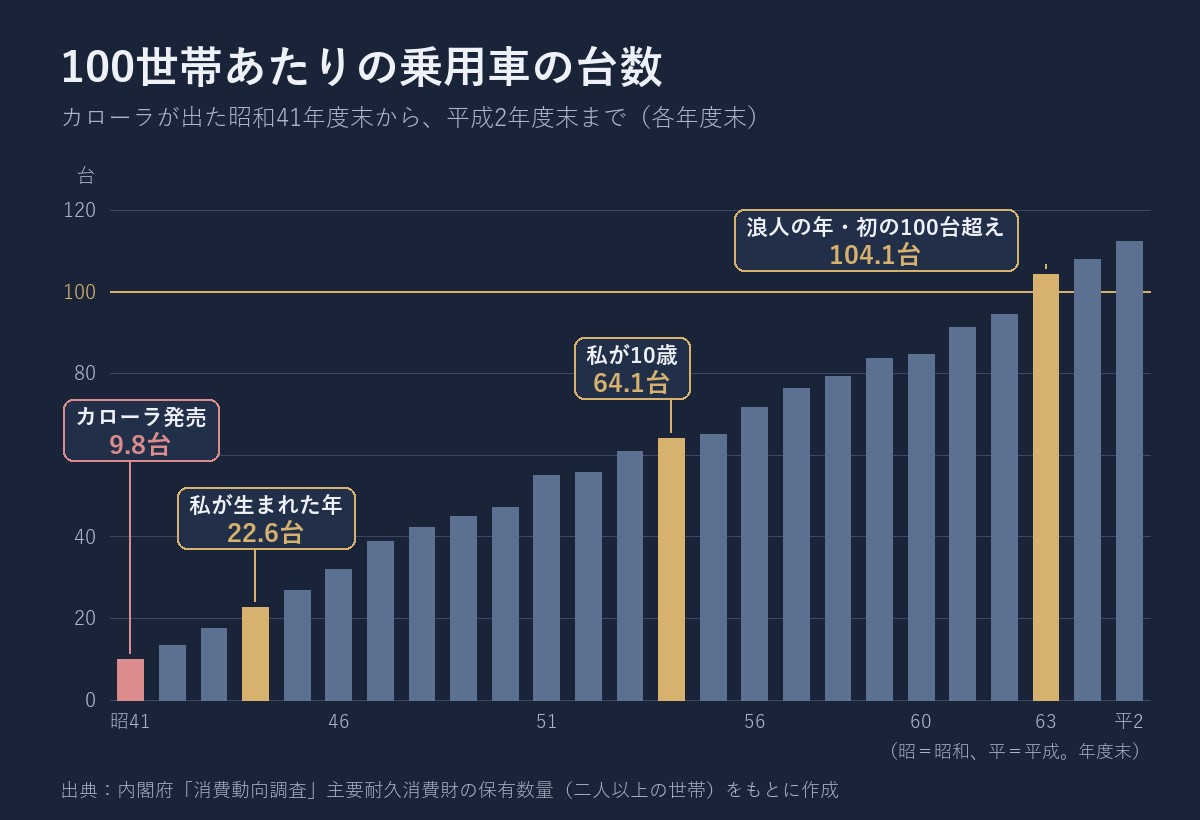 100世帯あたりの乗用車の台数
カローラが出た昭和41年度末から、平成2年度末まで（各年度末）
台
120
100
80
40
20
0
浪人の年・初の100台超え
104.1台
私が10歳
64.1台
カローラ発売
9.8台
私が生まれた年
22.6台
昭41 46 51 56 60 63 平2
（昭＝昭和、平＝平成。年度末）
出典：内閣府「消費動向調査」主要耐久消費財の保有数量（二人以上の世帯）をもとに作成